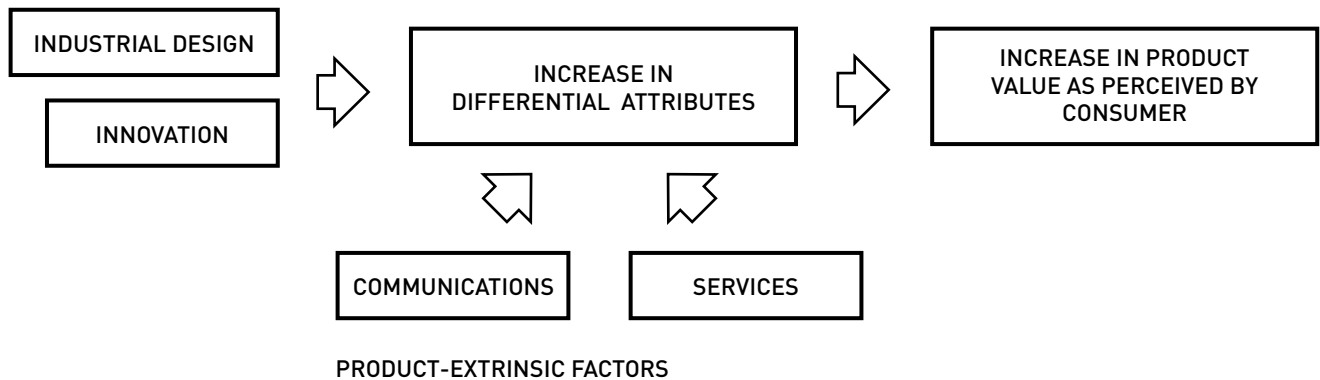 INDUSTRIAL DESIGN
INNOVATION
INCREASE IN
DIFFERENTIAL ATTRIBUTES
INCREASE IN PRODUCT
VALUE AS PERCEIVED BY
CONSUMER
COMMUNICATIONS
SERVICES
PRODUCT-EXTRINSIC FACTORS